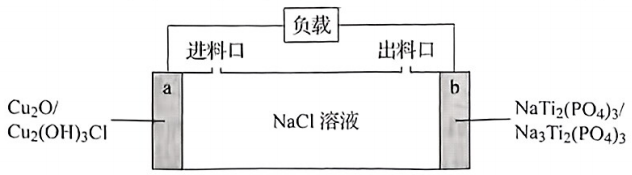 负载
进料口
出料口
a
b
Cu₂O/
Cu₂(OH)₃Cl
NaCl 溶液
NaTi₂(PO₄)₃/
Na₃Ti₂(PO₄)₃